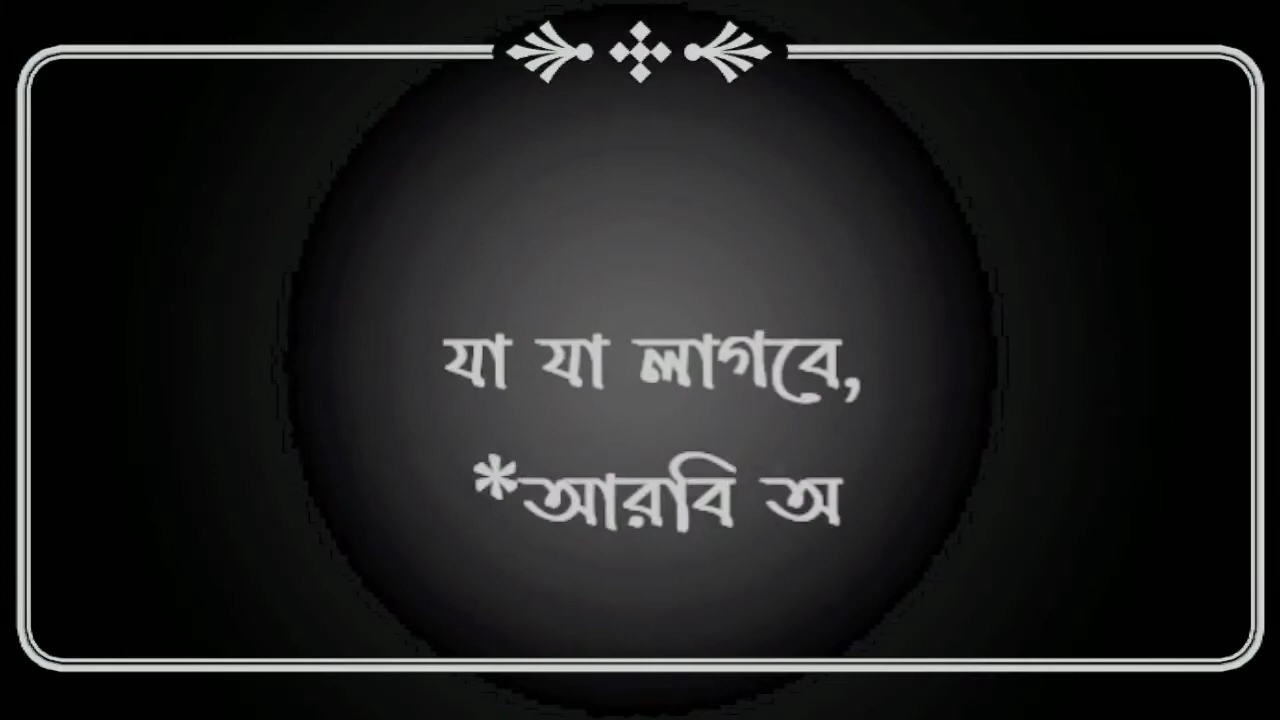 যা যা লাগবে,
*আরবি অ